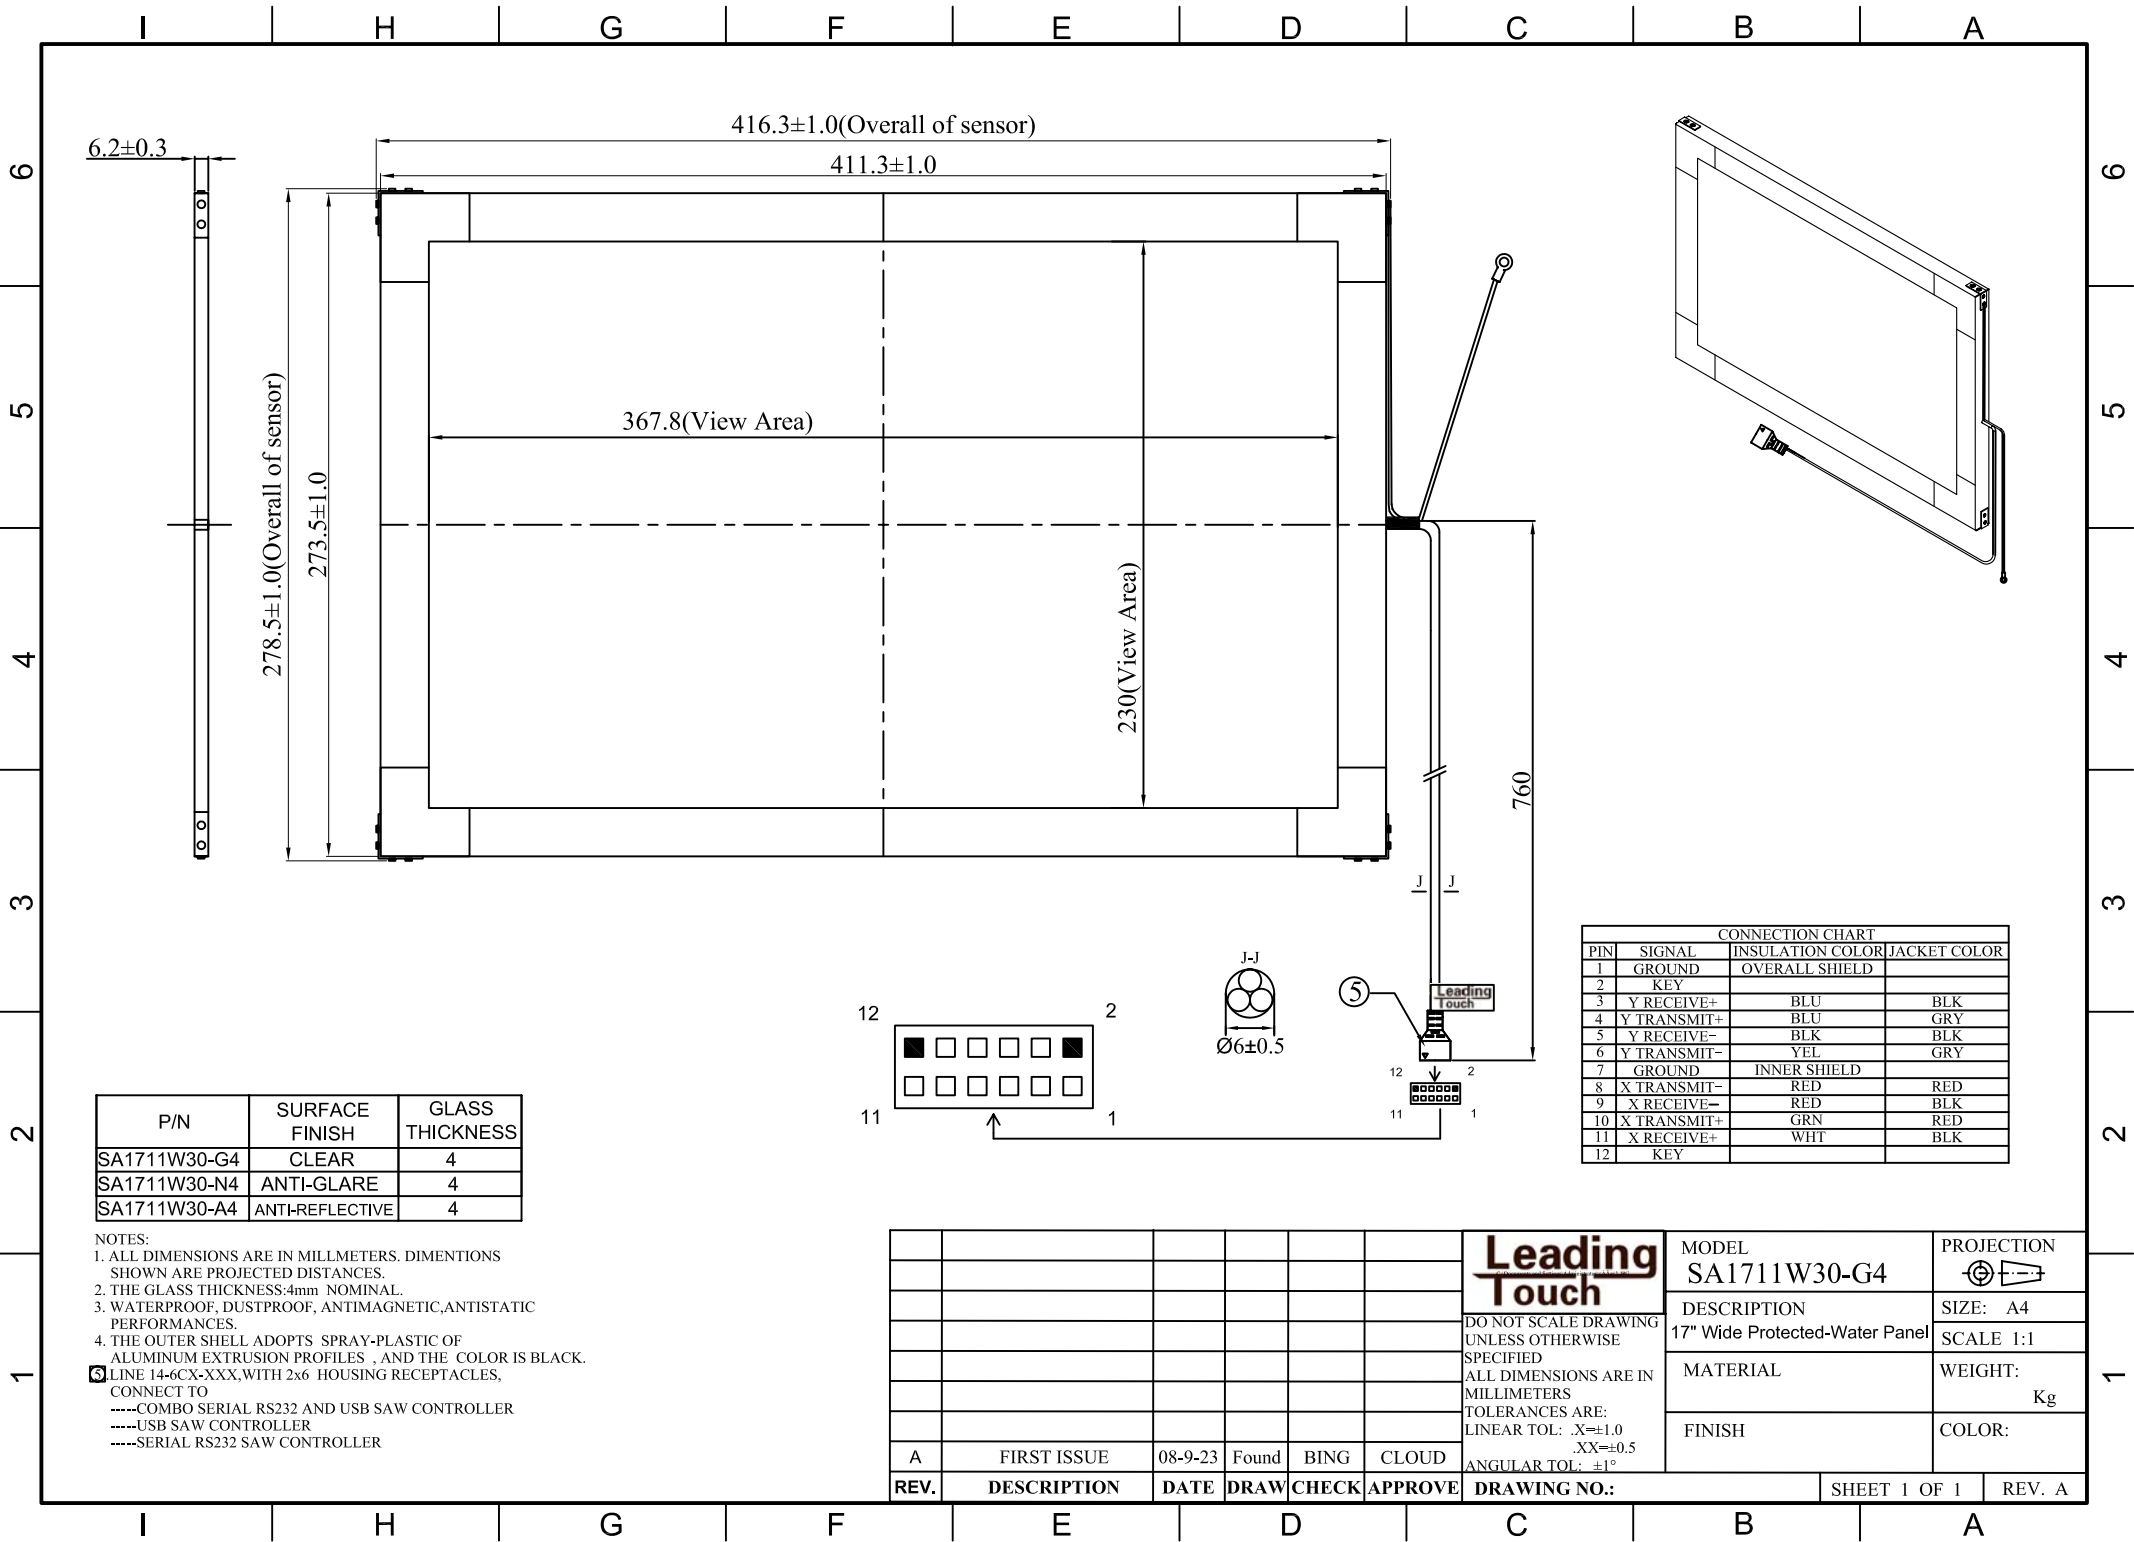 I H G F E D C B A
6 5 4 3 2 1
6 5 4 3 2 1
6.2±0.3
416.3±1.0(Overall of sensor)
411.3±1.0
278.5±1.0(Overall of sensor)
273.5±1.0
367.8(View Area)
230(View Area)
760
J J
J-J
Ø6±0.5
5
Leading
Touch
12 2
11 1
12 2
11 1
CONNECTION CHART
PIN SIGNAL INSULATION COLOR JACKET COLOR
1 GROUND OVERALL SHIELD
2 KEY
3 Y RECEIVE+ BLU BLK
4 Y TRANSMIT+ BLU GRY
5 Y RECEIVE- BLK BLK
6 Y TRANSMIT- YEL GRY
7 GROUND INNER SHIELD
8 X TRANSMIT- RED RED
9 X RECEIVE- RED BLK
10 X TRANSMIT+ GRN RED
11 X RECEIVE+ WHT BLK
12 KEY
P/N SURFACE FINISH GLASS THICKNESS
SA1711W30-G4 CLEAR 4
SA1711W30-N4 ANTI-GLARE 4
SA1711W30-A4 ANTI-REFLECTIVE 4
NOTES:
1. ALL DIMENSIONS ARE IN MILLMETERS. DIMENTIONS
SHOWN ARE PROJECTED DISTANCES.
2. THE GLASS THICKNESS:4mm NOMINAL.
3. WATERPROOF, DUSTPROOF, ANTIMAGNETIC,ANTISTATIC
PERFORMANCES.
4. THE OUTER SHELL ADOPTS SPRAY-PLASTIC OF
ALUMINUM EXTRUSION PROFILES , AND THE COLOR IS BLACK.
5.LINE 14-6CX-XXX,WITH 2x6 HOUSING RECEPTACLES,
CONNECT TO
-----COMBO SERIAL RS232 AND USB SAW CONTROLLER
-----USB SAW CONTROLLER
-----SERIAL RS232 SAW CONTROLLER
A FIRST ISSUE 08-9-23 Found BING CLOUD
REV. DESCRIPTION DATE DRAW CHECK APPROVE
Leading
Touch
DO NOT SCALE DRAWING
UNLESS OTHERWISE
SPECIFIED
ALL DIMENSIONS ARE IN
MILLIMETERS
TOLERANCES ARE:
LINEAR TOL: .X=±1.0
.XX=±0.5
ANGULAR TOL: ±1°
DRAWING NO.:
MODEL
SA1711W30-G4
DESCRIPTION
17" Wide Protected-Water Panel
MATERIAL
FINISH
PROJECTION
SIZE: A4
SCALE 1:1
WEIGHT:
Kg
COLOR:
SHEET 1 OF 1
REV. A
I H G F E D C B A